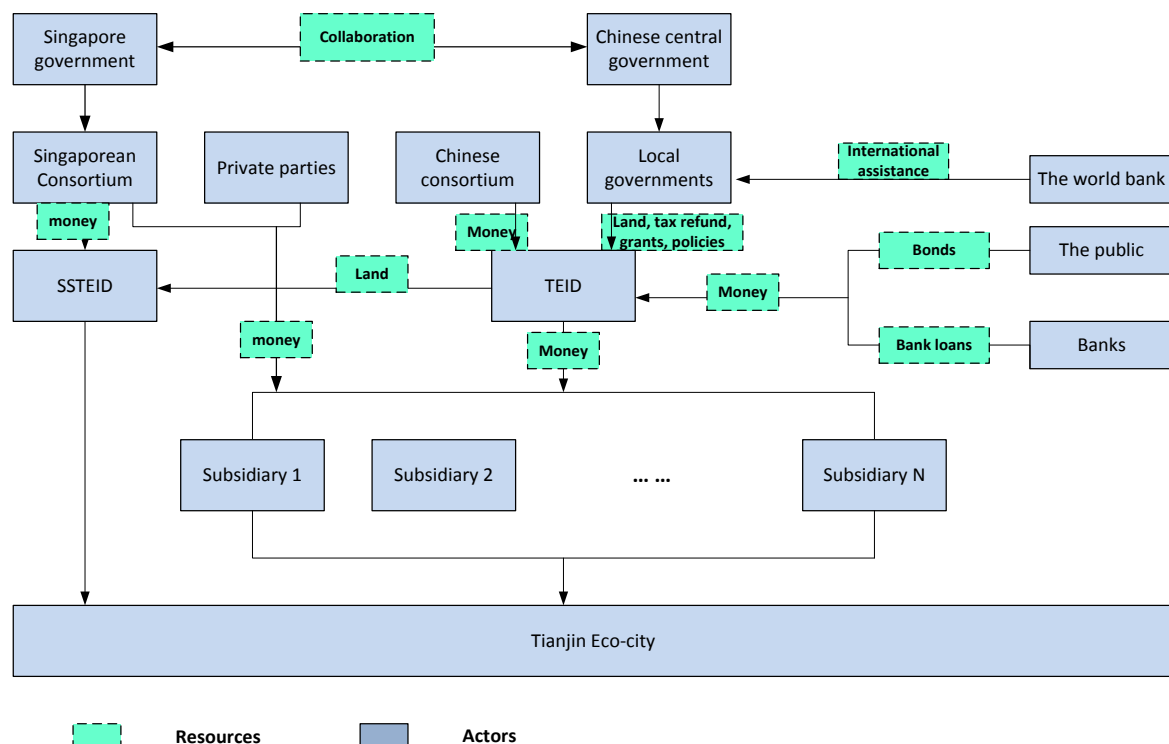 Singapore
government
Collaboration
Chinese central
government
Singaporean
Consortium
Private parties
Chinese
consortium
Local
governments
International
assistance
The world bank
money
Money
Land, tax refund,
grants, policies
SSTEID
Land
TEID
Money
Bonds
The public
money
Money
Bank loans
Banks
Subsidiary 1
Subsidiary 2
... ...
Subsidiary N
Tianjin Eco-city
Resources
Actors